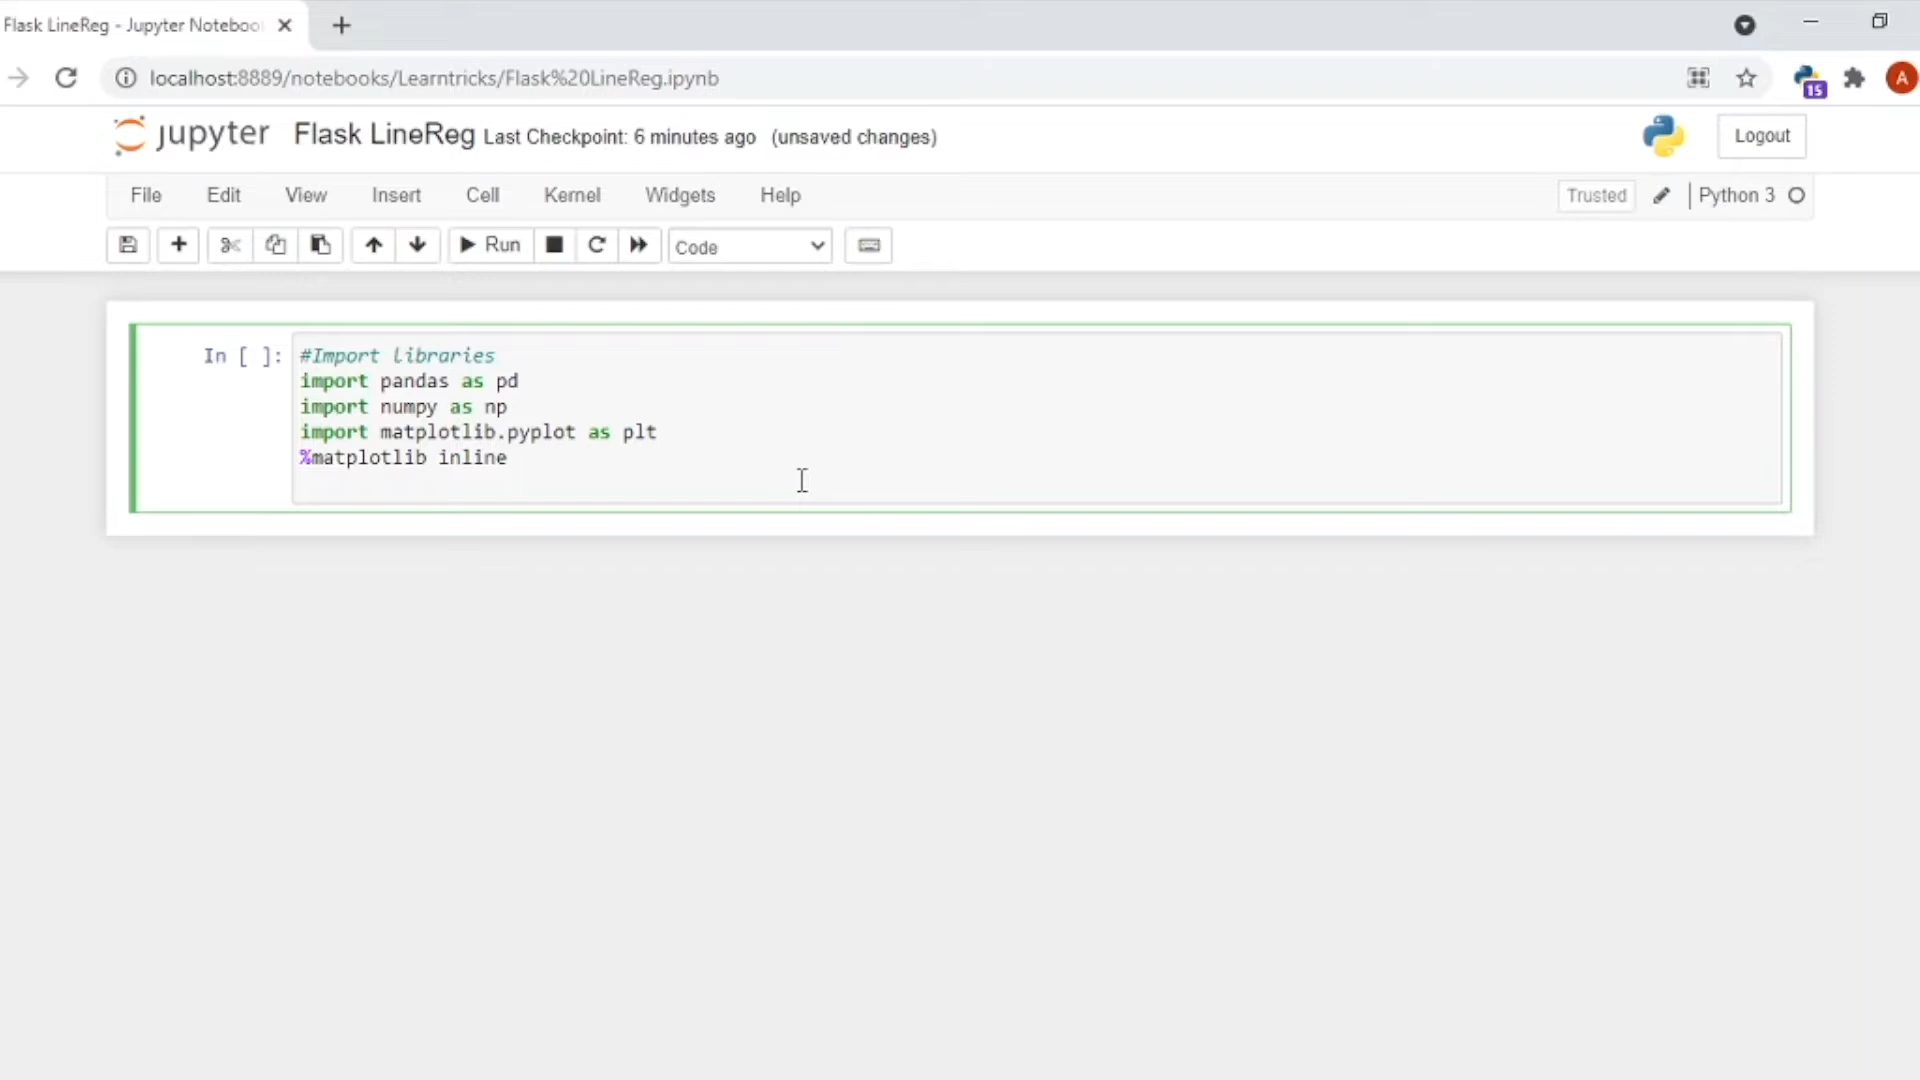 Flask LineReg - Jupyter Noteboo
localhost:8889/notebooks/Learntricks/Flask%20LineReg.ipynb
15
A
jupyter Flask LineReg Last Checkpoint: 6 minutes ago (unsaved changes)
Logout
File Edit View Insert Cell Kernel Widgets Help
Trusted Python 3
Run Code
In [ ]: #Import libraries
import pandas as pd
import numpy as np
import matplotlib.pyplot as plt
%matplotlib inline